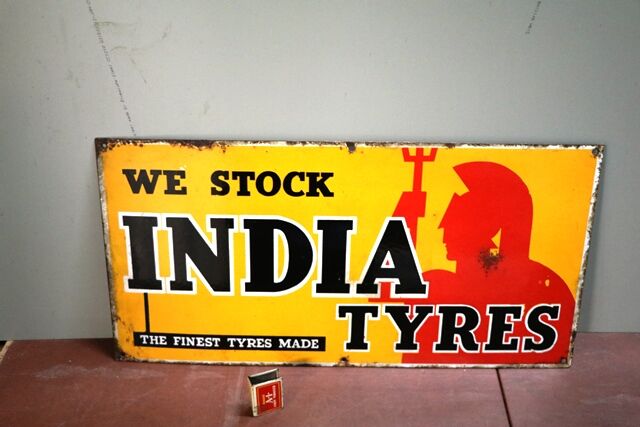 WE STOCK
INDIA
TYRES
THE FINEST TYRES MADE
A+